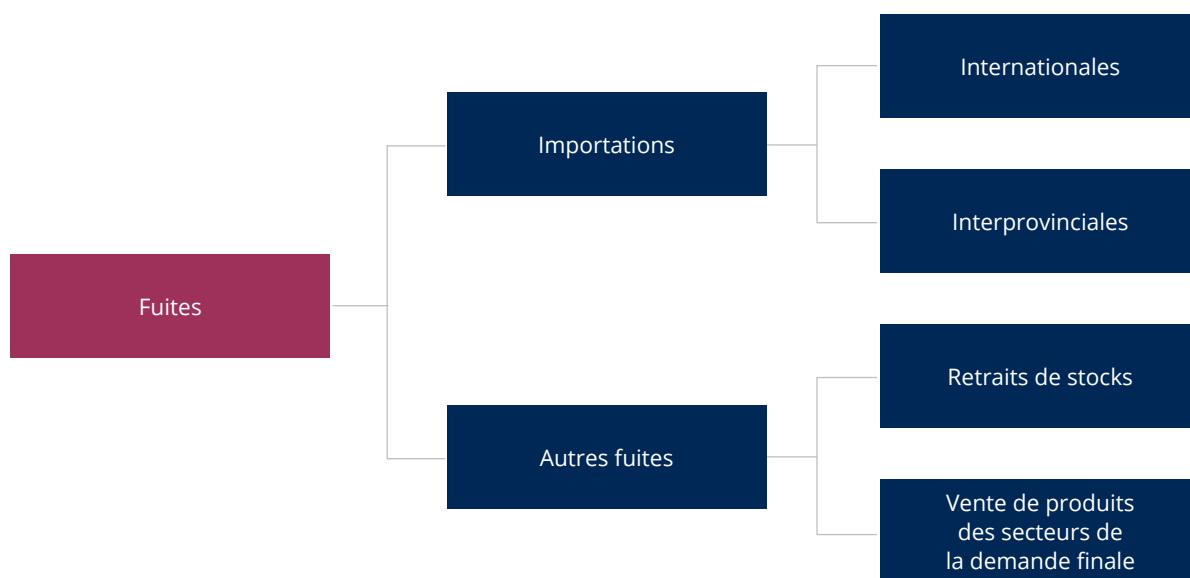 Fuites
Importations
Internationales
Interprovinciales
Autres fuites
Retraits de stocks
Vente de produits
des secteurs de
la demande finale